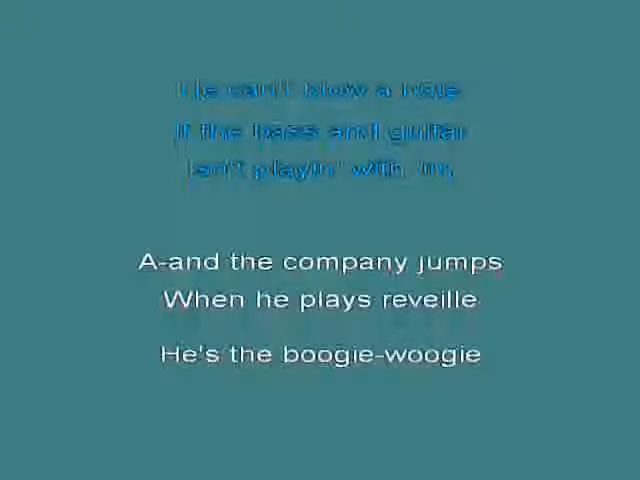 He can't blow a note
If the bass and guitar
Isn't playin' with 'im
A-and the company jumps
When he plays reveille
He's the boogie-woogie